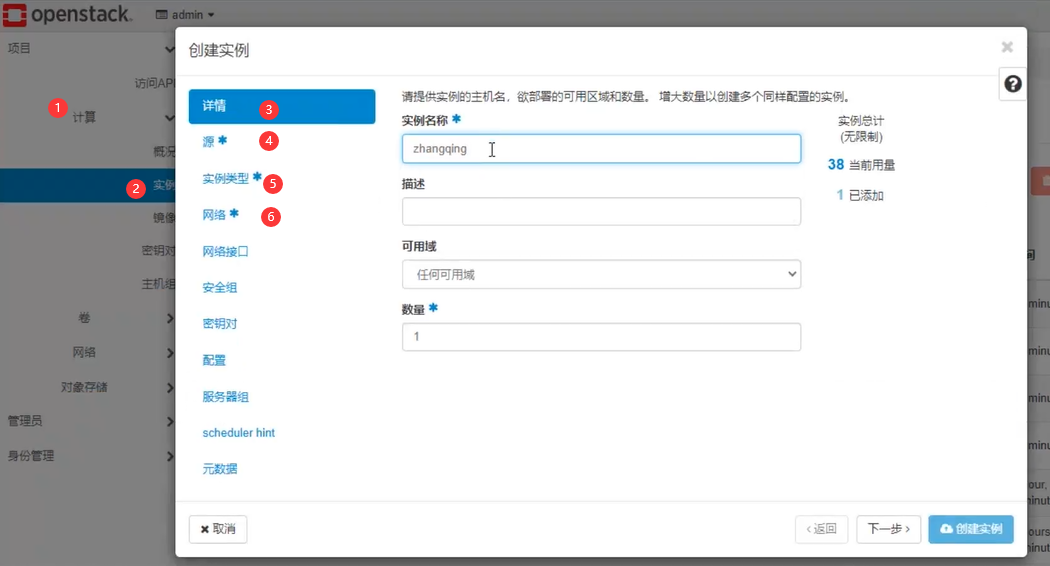 openstack. admin
项目
访问API
1
计算
概况
2 实例
镜像
密钥对
主机组
卷
网络
对象存储
管理员
身份管理
创建实例
详情 3
源 * 4
实例类型 * 5
网络 * 6
网络接口
安全组
密钥对
配置
服务器组
scheduler hint
元数据
请提供实例的主机名，欲部署的可用区域和数量。 增大数量以创建多个同样配置的实例。
实例名称 *
zhangqing
描述
可用域
任何可用域
数量 *
1
实例总计
(无限制)
38 当前用量
1 已添加
× 取消
‹ 返回
下一步 ›
创建实例